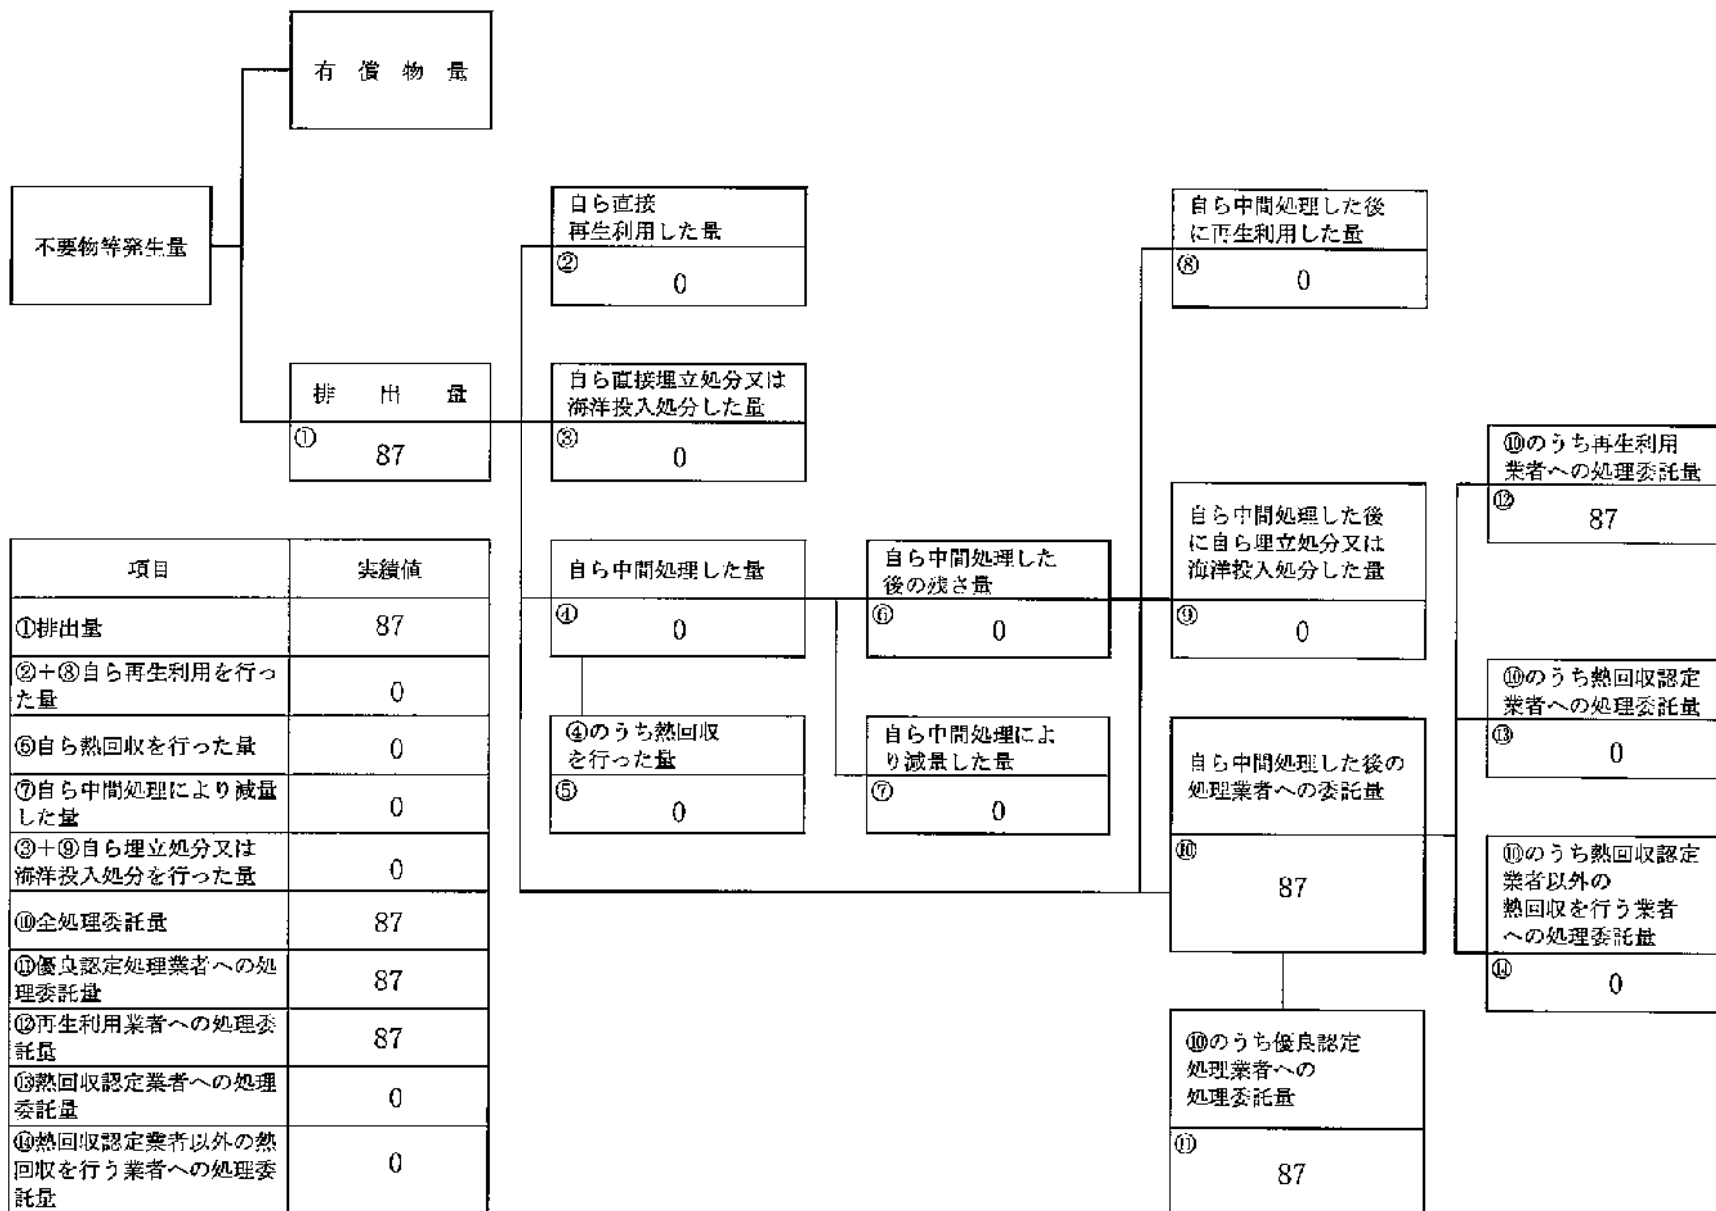 有償物量
不要物等発生量
排出量
①
87
自ら直接
再生利用した量
②
0
自ら直接埋立処分又は
海洋投入処分した量
③
0
自ら中間処理した量
④
0
④のうち熱回収
を行った量
⑤
0
自ら中間処理した
後の残さ量
⑥
0
自ら中間処理によ
り減量した量
⑦
0
自ら中間処理した後
に再生利用した量
⑧
0
自ら中間処理した後
に自ら埋立処分又は
海洋投入処分した量
⑨
0
自ら中間処理した後の
処理業者への委託量
⑩
87
⑩のうち優良認定
処理業者への
処理委託量
⑪
87
⑩のうち再生利用
業者への処理委託量
⑫
87
⑩のうち熱回収認定
業者への処理委託量
⑬
0
⑩のうち熱回収認定
業者以外の
熱回収を行う業者
への処理委託量
⑭
0
項目 実績値
①排出量 87
②+⑧自ら再生利用を行っ
た量 0
⑤自ら熱回収を行った量 0
⑦自ら中間処理により減量
した量 0
③+⑨自ら埋立処分又は
海洋投入処分を行った量 0
⑩全処理委託量 87
⑪優良認定処理業者への処
理委託量 87
⑫再生利用業者への処理委
託量 87
⑬熱回収認定業者への処理
委託量 0
⑭熱回収認定業者以外の熱
回収を行う業者への処理委
託量 0